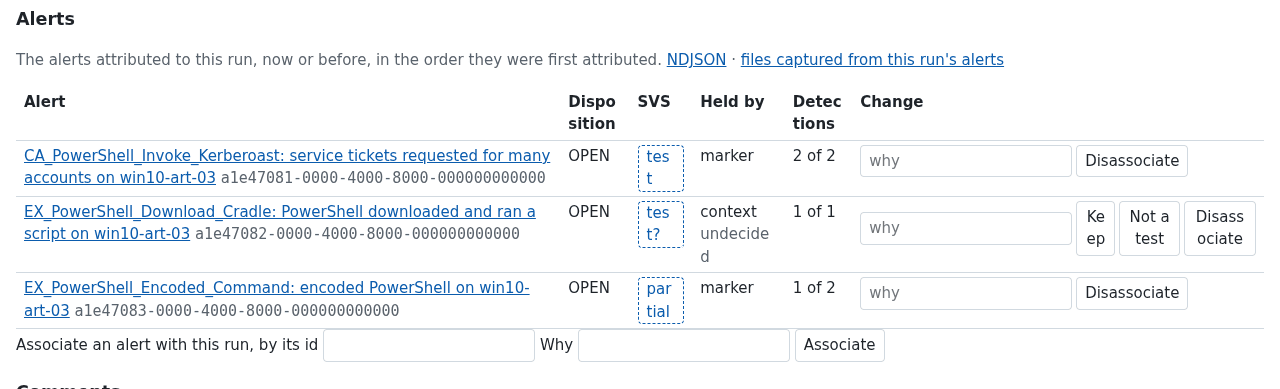 Alerts
The alerts attributed to this run, now or before, in the order they were first attributed. NDJSON · files captured from this run's alerts
Alert Dispo SVS Held by Detec Change
sition tions
CA_PowerShell_Invoke_Kerberoast: service tickets requested for many OPEN tes marker 2 of 2 why Disassociate
accounts on win10-art-03 a1e47081-0000-4000-8000-000000000000 t
EX_PowerShell_Download_Cradle: PowerShell downloaded and ran a OPEN tes context 1 of 1 why Ke Not a Disass
script on win10-art-03 a1e47082-0000-4000-8000-000000000000 t? undecide ep test ociate
d
EX_PowerShell_Encoded_Command: encoded PowerShell on win10- OPEN par marker 1 of 2 why Disassociate
art-03 a1e47083-0000-4000-8000-000000000000 tial
Associate an alert with this run, by its id Why Associate
Comments